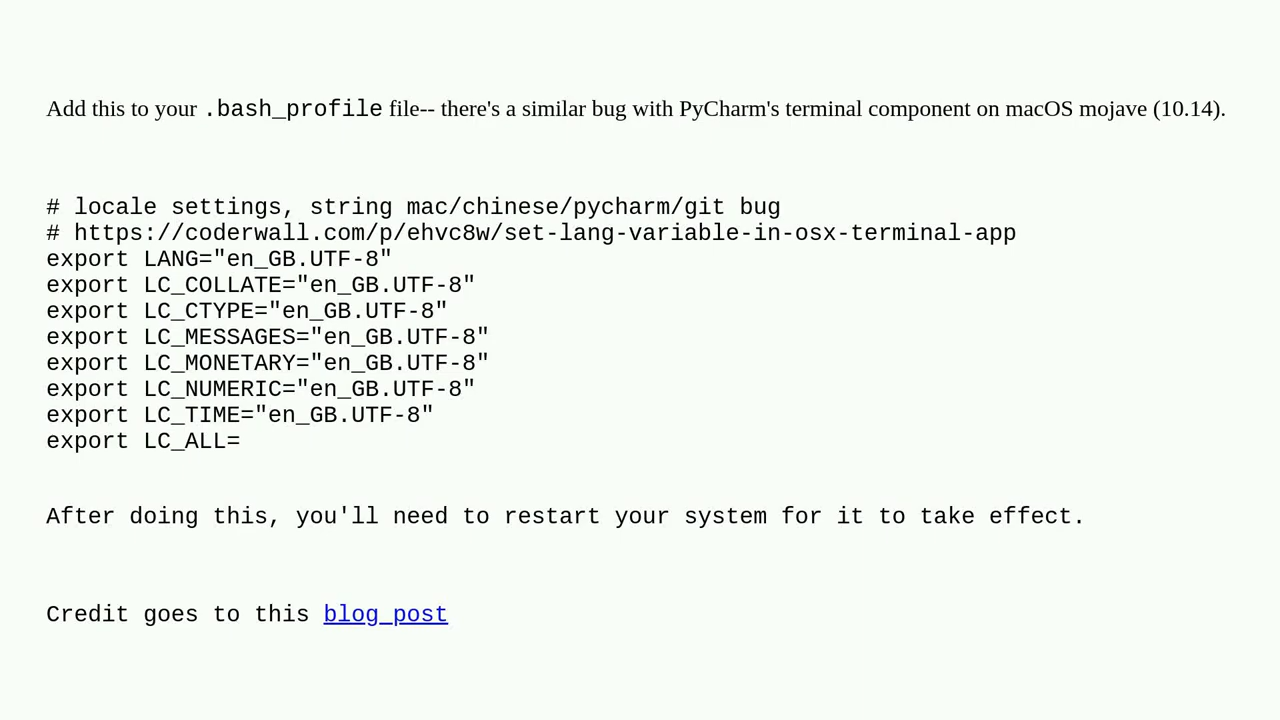 Add this to your .bash_profile file-- there's a similar bug with PyCharm's terminal component on macOS mojave (10.14).
# locale settings, string mac/chinese/pycharm/git bug
# https://coderwall.com/p/ehvc8w/set-lang-variable-in-osx-terminal-app
export LANG="en_GB.UTF-8"
export LC_COLLATE="en_GB.UTF-8"
export LC_CTYPE="en_GB.UTF-8"
export LC_MESSAGES="en_GB.UTF-8"
export LC_MONETARY="en_GB.UTF-8"
export LC_NUMERIC="en_GB.UTF-8"
export LC_TIME="en_GB.UTF-8"
export LC_ALL=
After doing this, you'll need to restart your system for it to take effect.
Credit goes to this blog post